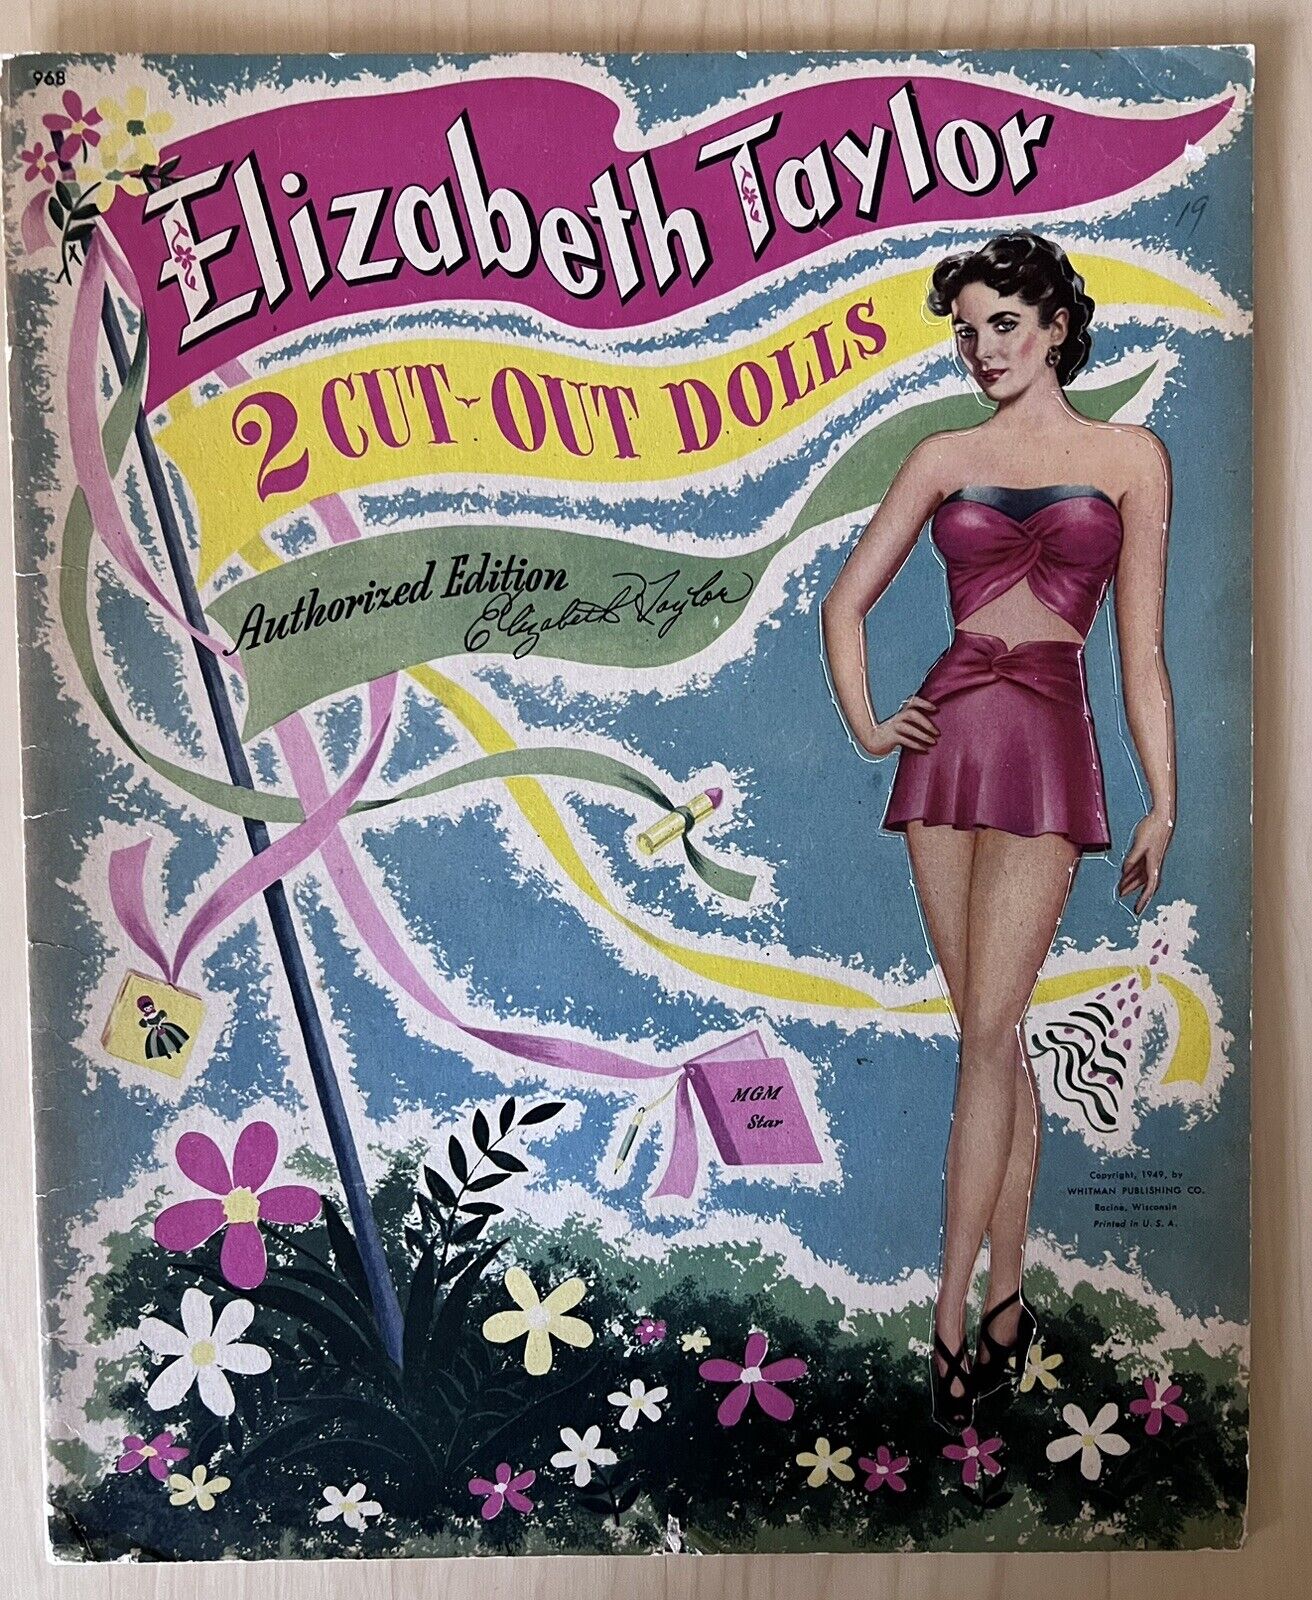 968
Elizabeth Taylor
19
2 CUT-OUT DOLLS
Authorized Edition
Elizabeth Taylor
MGM
Star
Copyright, 1949, by
WHITMAN PUBLISHING CO.
Racine, Wisconsin
Printed in U. S. A.